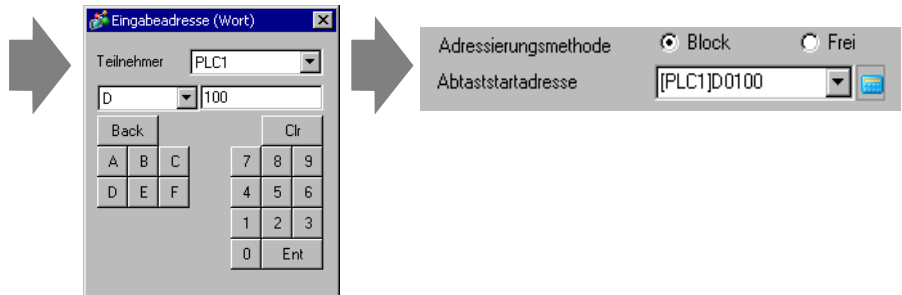 Eingabeadresse (Wort)
Teilnehmer PLC1
D 100
Back Clr
A B C 7 8 9
D E F 4 5 6
1 2 3
0 Ent
Adressierungsmethode Block Frei
Abtaststartadresse [PLC1]D0100